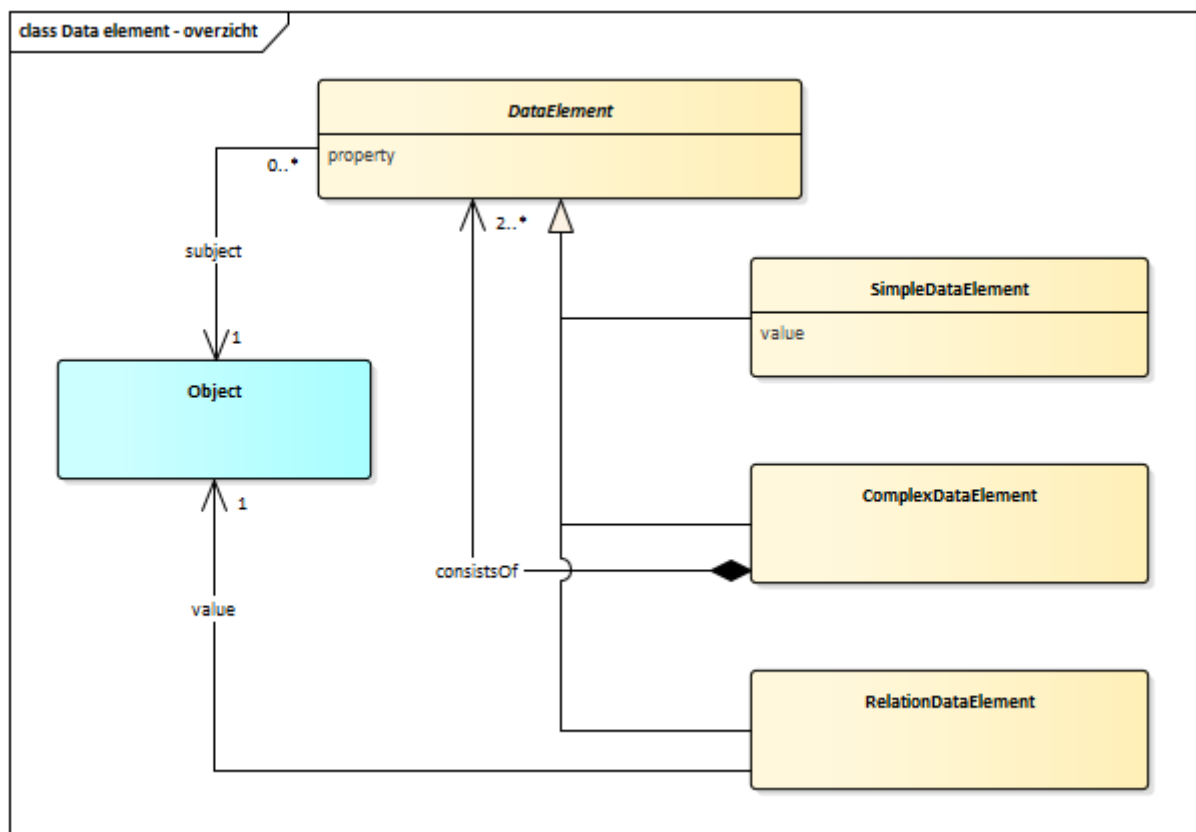 class Data element - overzicht
DataElement
property
0..*
2..*
subject
SimpleDataElement
value
1
Object
ComplexDataElement
1
consistsOf
value
RelationDataElement